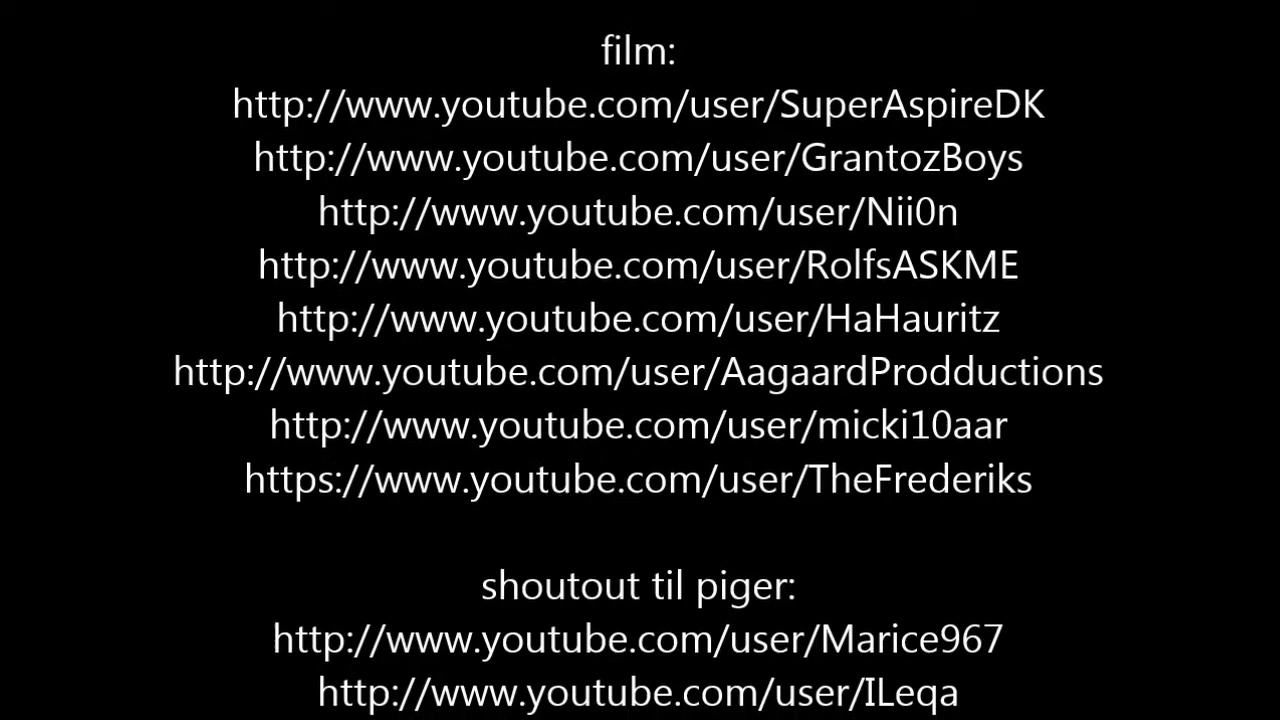 film:
http://www.youtube.com/user/SuperAspireDK
http://www.youtube.com/user/GrantozBoys
http://www.youtube.com/user/Nii0n
http://www.youtube.com/user/RolfsASKME
http://www.youtube.com/user/HaHauritz
http://www.youtube.com/user/AagaardProdductions
http://www.youtube.com/user/micki10aar
https://www.youtube.com/user/TheFrederiks
shoutout til piger:
http://www.youtube.com/user/Marice967
http://www.youtube.com/user/ILeqa